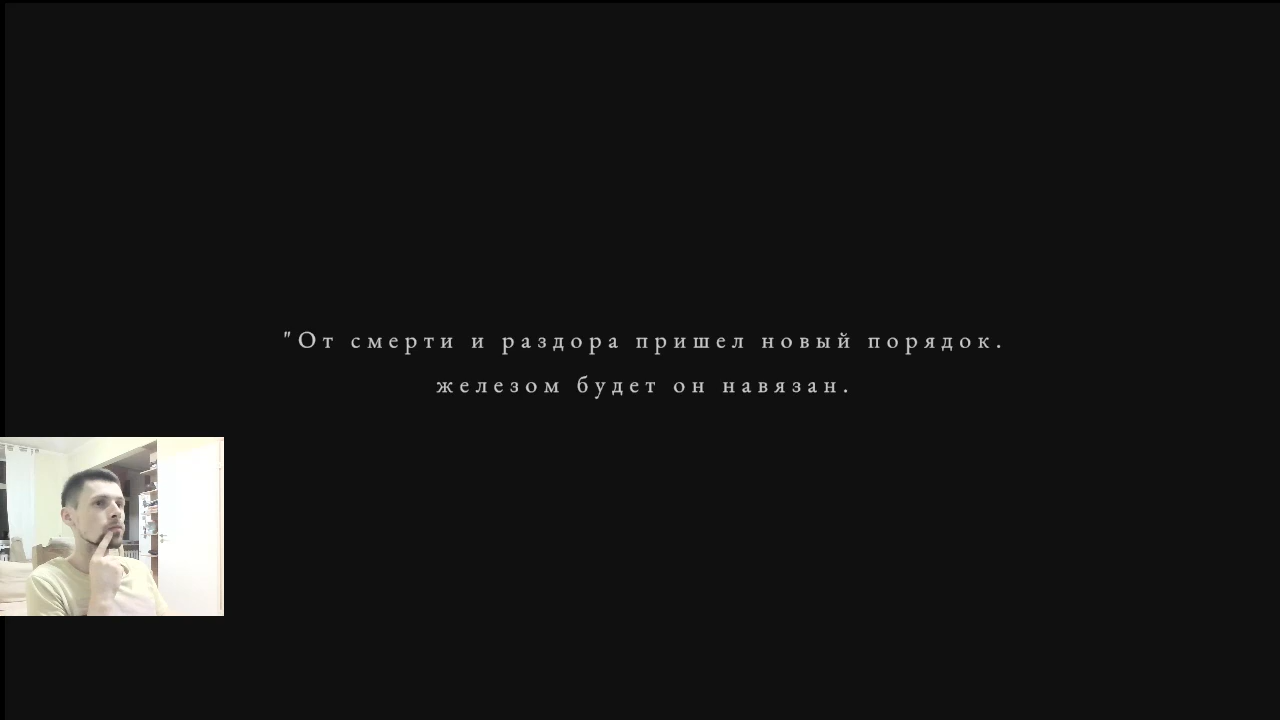 "От смерти и раздора пришел новый порядок.
железом будет он навязан.